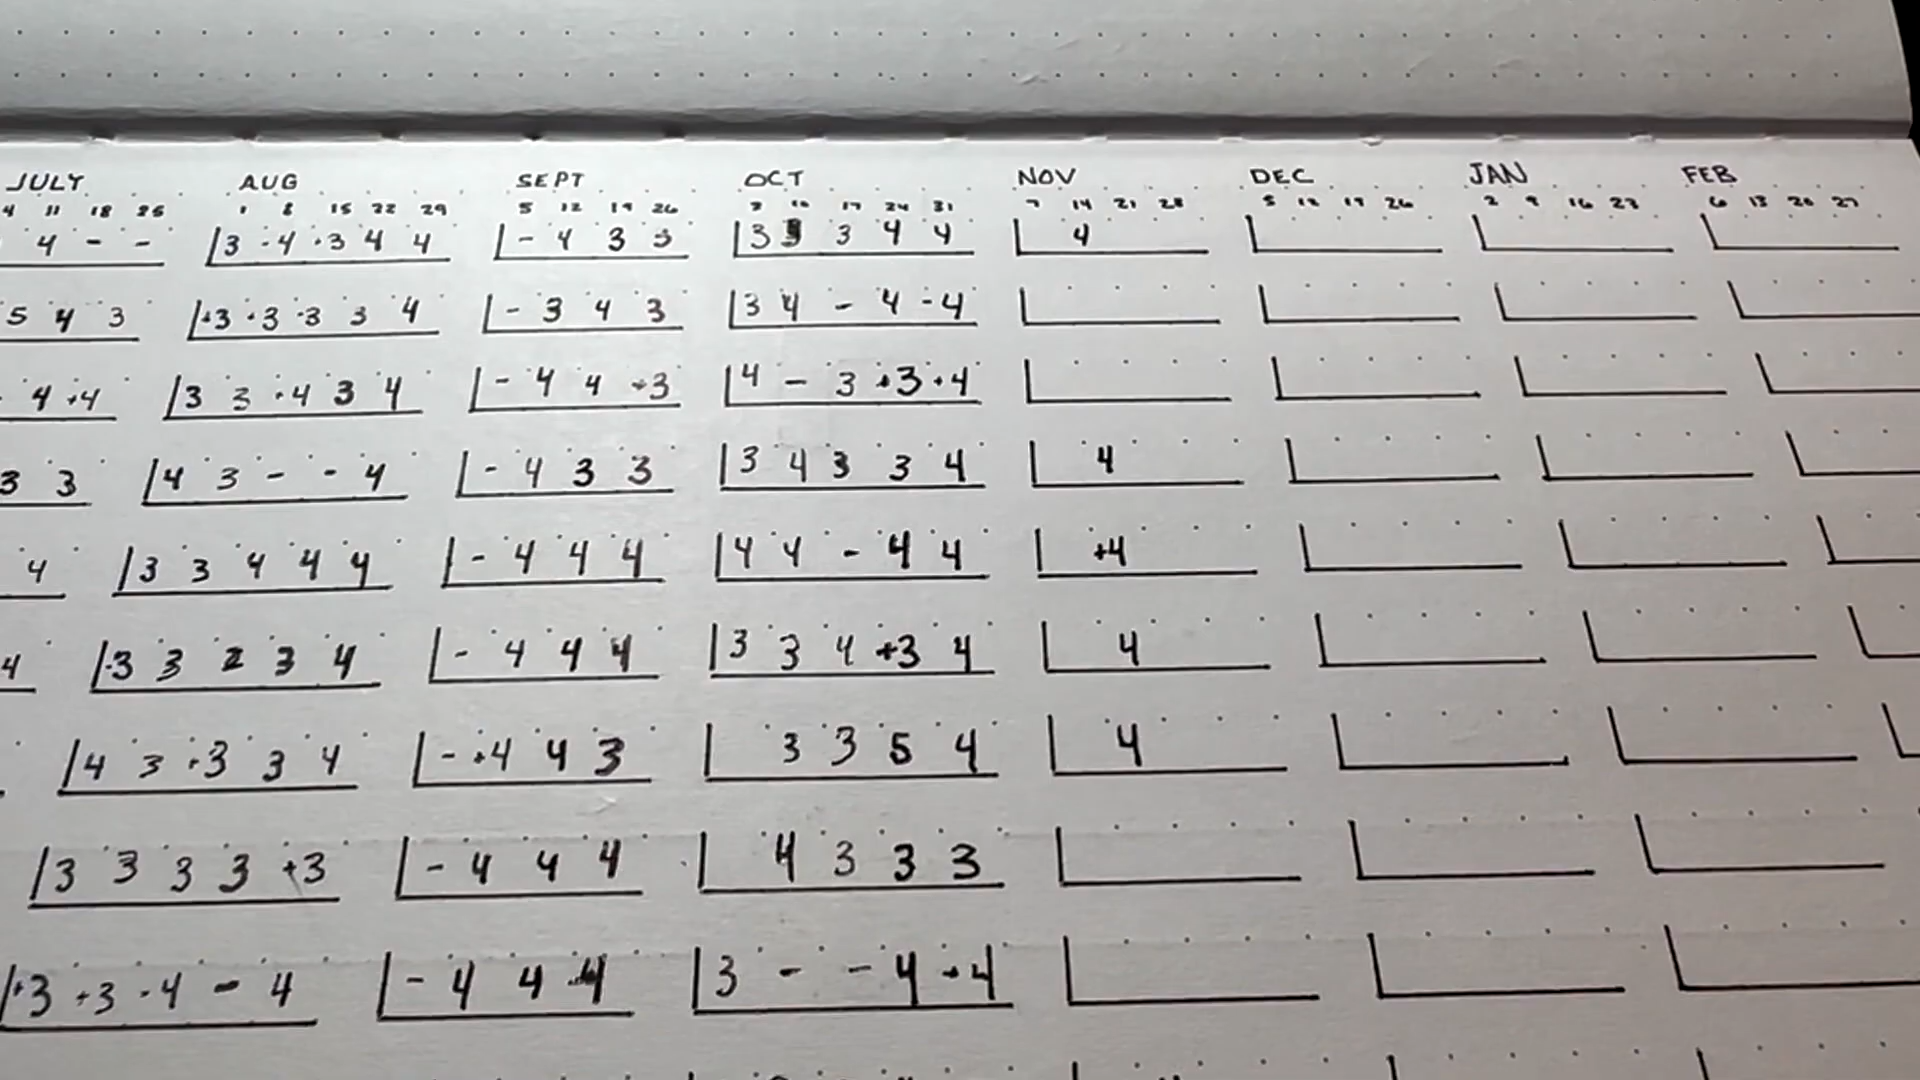 JULY AUG SEPT OCT NOV DEC JAN FEB
4 11 18 25 1 8 15 22 29 5 12 19 26 3 10 17 24 31 7 14 21 28 5 12 19 26 2 9 16 23 6 13 20 27
4 - - 3 -4 +3 4 4 - 4 3 3 3 3 4 4 4
5 4 3 +3 +3 -3 3 4 - 3 4 3 3 4 - 4 -4
4 +4 3 3 -4 3 4 - 4 4 +3 4 - 3 +3 +4
3 3 4 3 - - 4 - 4 3 3 3 4 3 3 4 4
4 3 3 4 4 4 - 4 4 4 4 4 - 4 4 +4
4 -3 3 2 3 4 - 4 4 4 3 3 4 +3 4 4
4 3 +3 3 4 - +4 4 3 3 3 5 4 4
3 3 3 3 +3 - 4 4 4 4 3 3 3
+3 +3 -4 - 4 - 4 4 3 - - 4 +4